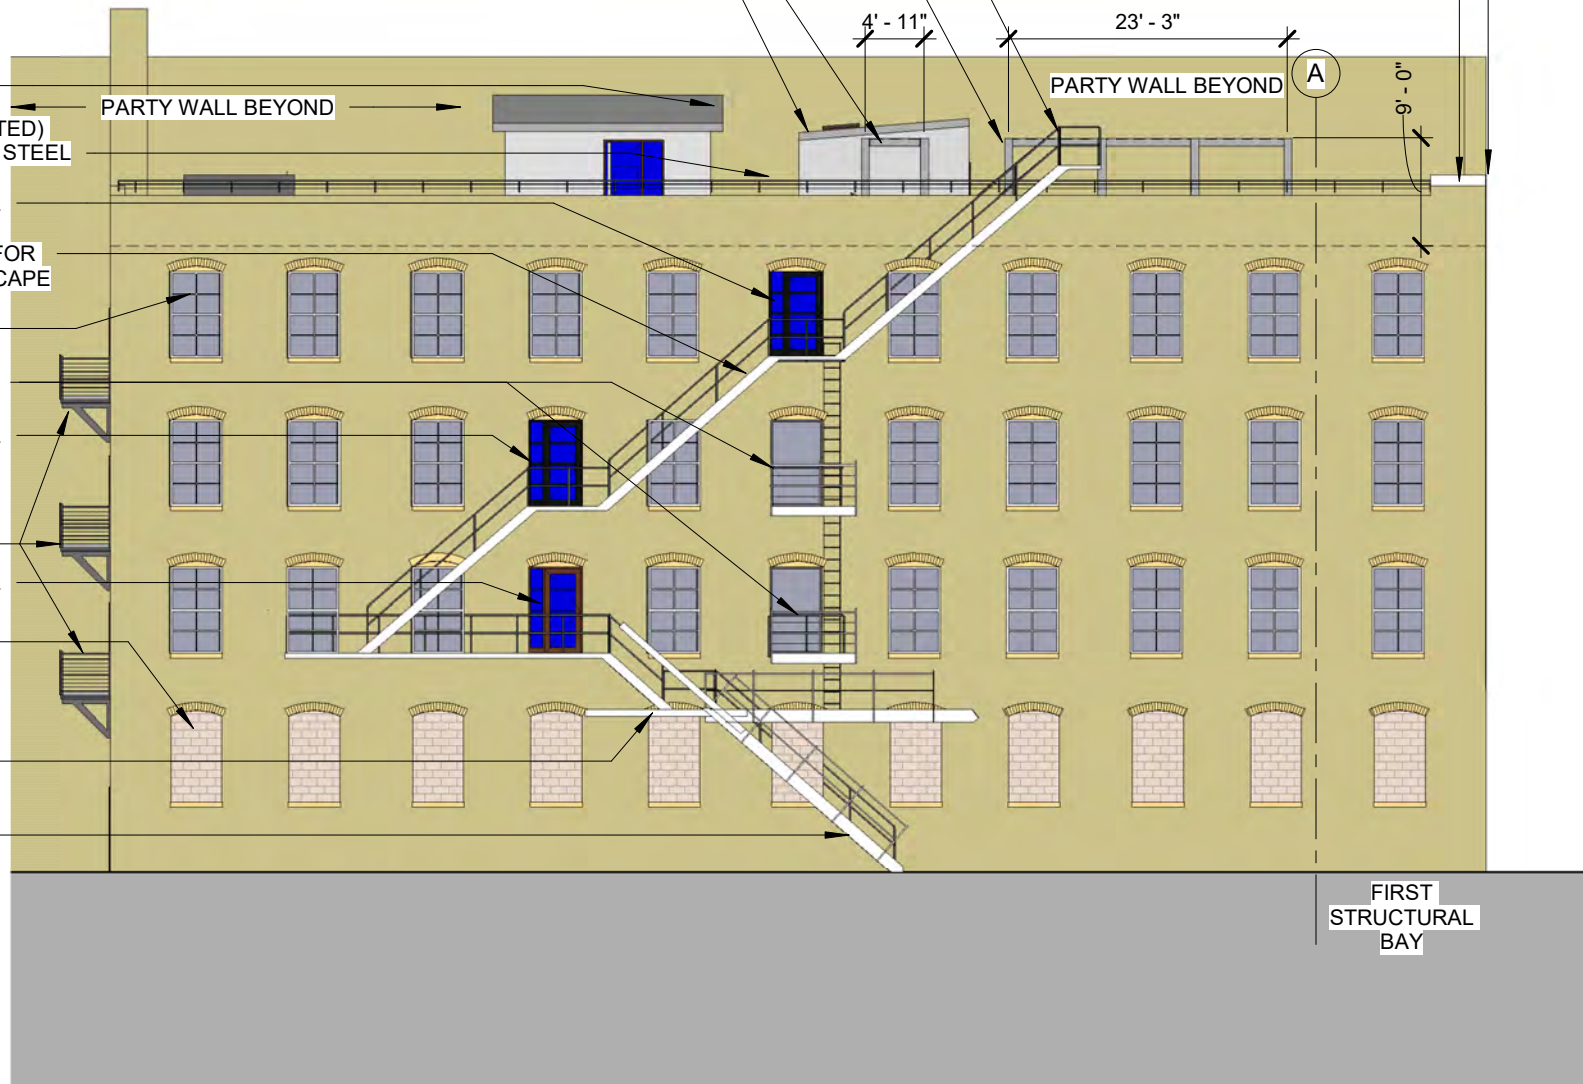 4' - 11"
23' - 3"
PARTY WALL BEYOND
A
9' - 0"
PARTY WALL BEYOND
TED)
STEEL
FOR
CAPE
FIRST
STRUCTURAL
BAY